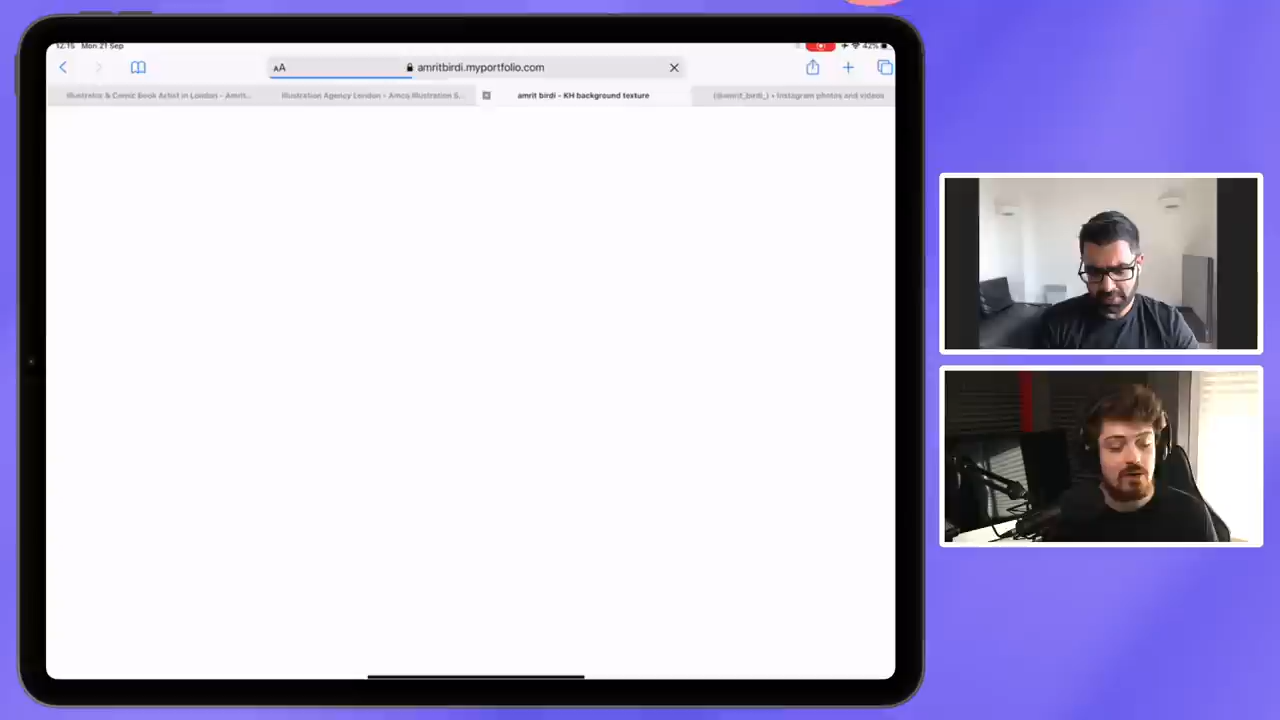 12:15 Mon 21 Sep
42%
AA
amritbirdi.myportfolio.com
Illustrator & Comic Book Artist in London - Amrit...
Illustration Agency London - Amco Illustration S...
amrit birdi - KH background texture
(@amrit_birdi_) • Instagram photos and videos